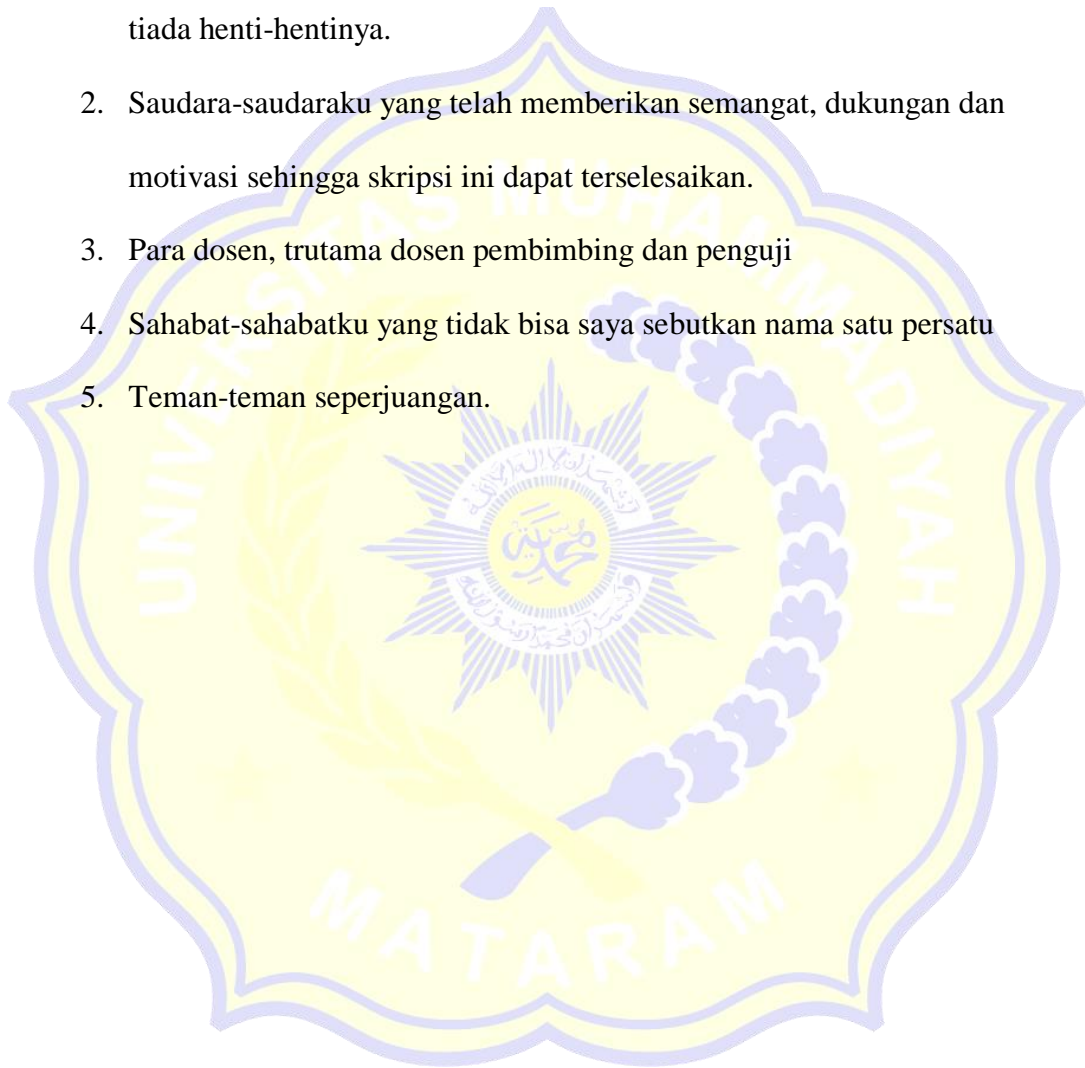 tiada henti-hentinya.
2. Saudara-saudaraku yang telah memberikan semangat, dukungan dan
motivasi sehingga skripsi ini dapat terselesaikan.
3. Para dosen, trutama dosen pembimbing dan penguji
4. Sahabat-sahabatku yang tidak bisa saya sebutkan nama satu persatu
5. Teman-teman seperjuangan.
UNIVERSITAS MUHAMMADIYAH
MATARAM